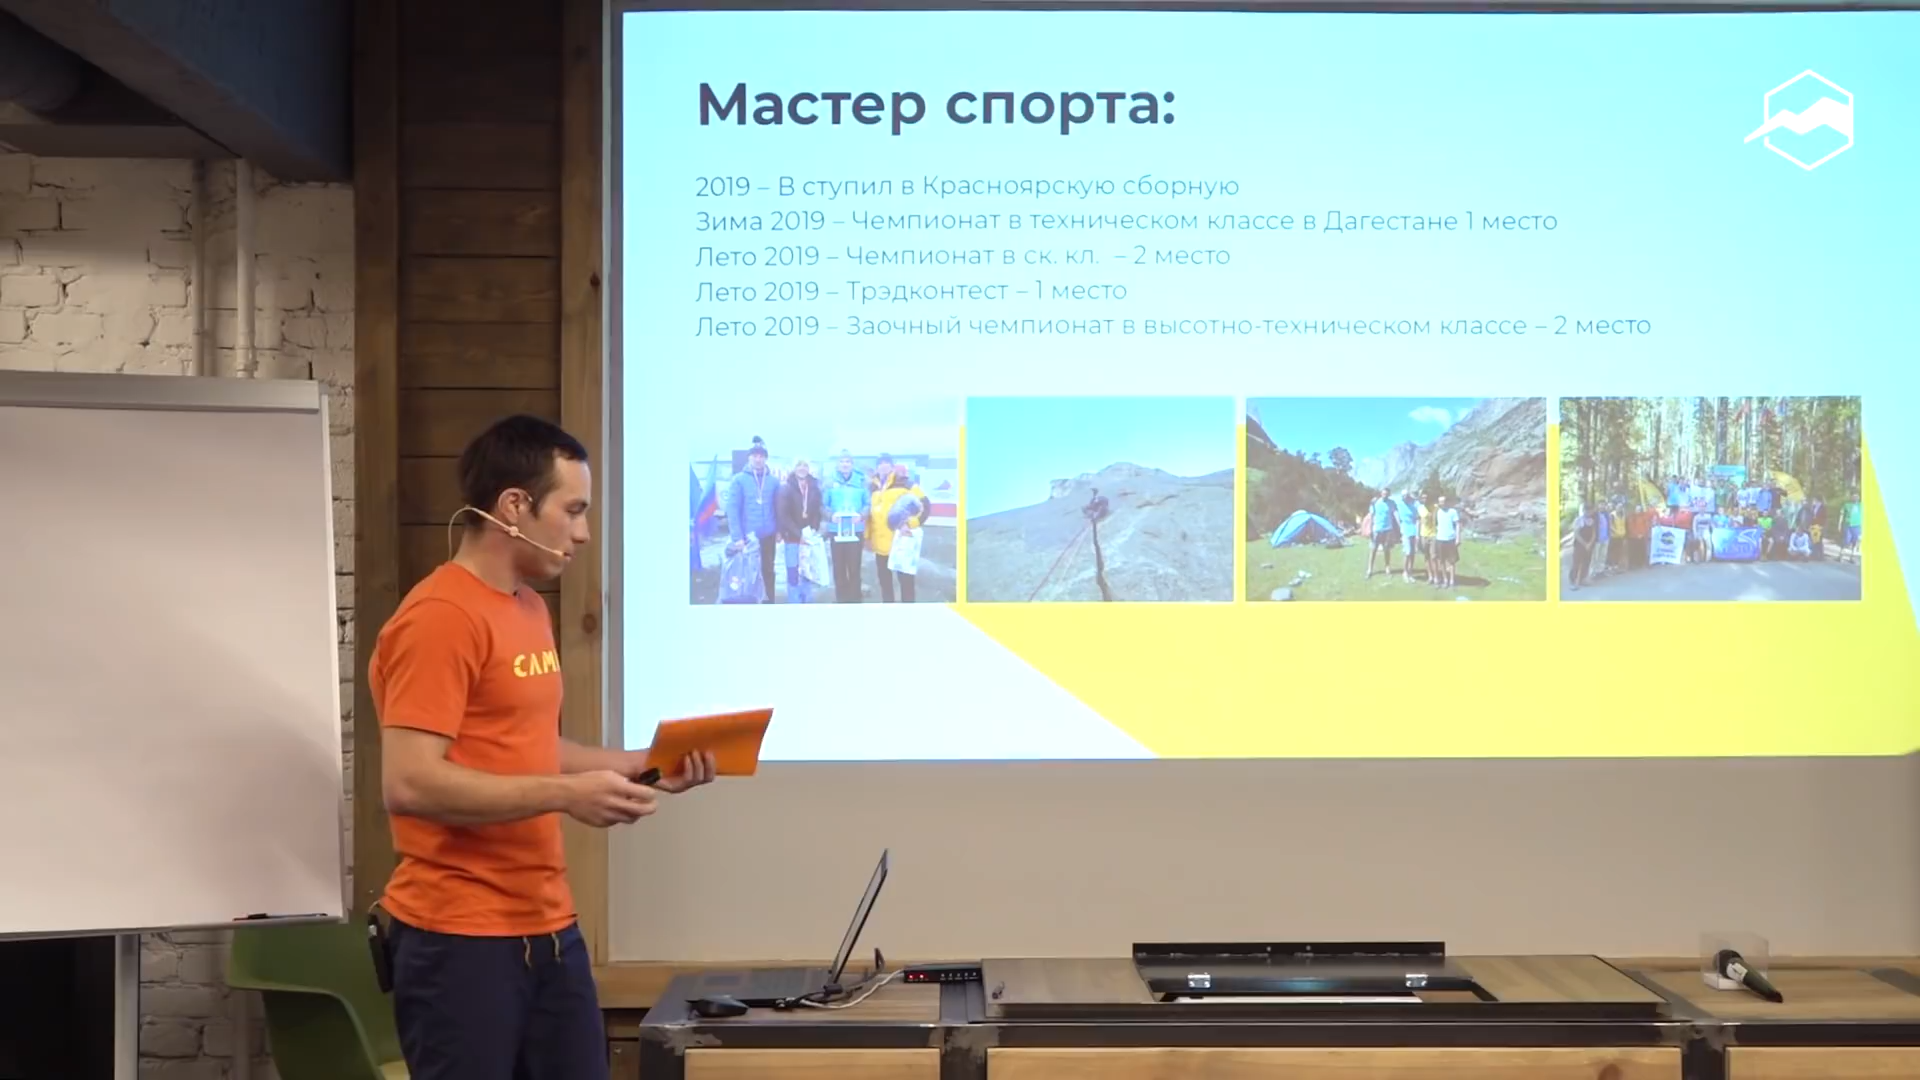 Мастер спорта:
2019 – В ступил в Красноярскую сборную
Зима 2019 – Чемпионат в техническом классе в Дагестане 1 место
Лето 2019 – Чемпионат в ск. кл. – 2 место
Лето 2019 – Трэдконтест – 1 место
Лето 2019 – Заочный чемпионат в высотно-техническом классе – 2 место